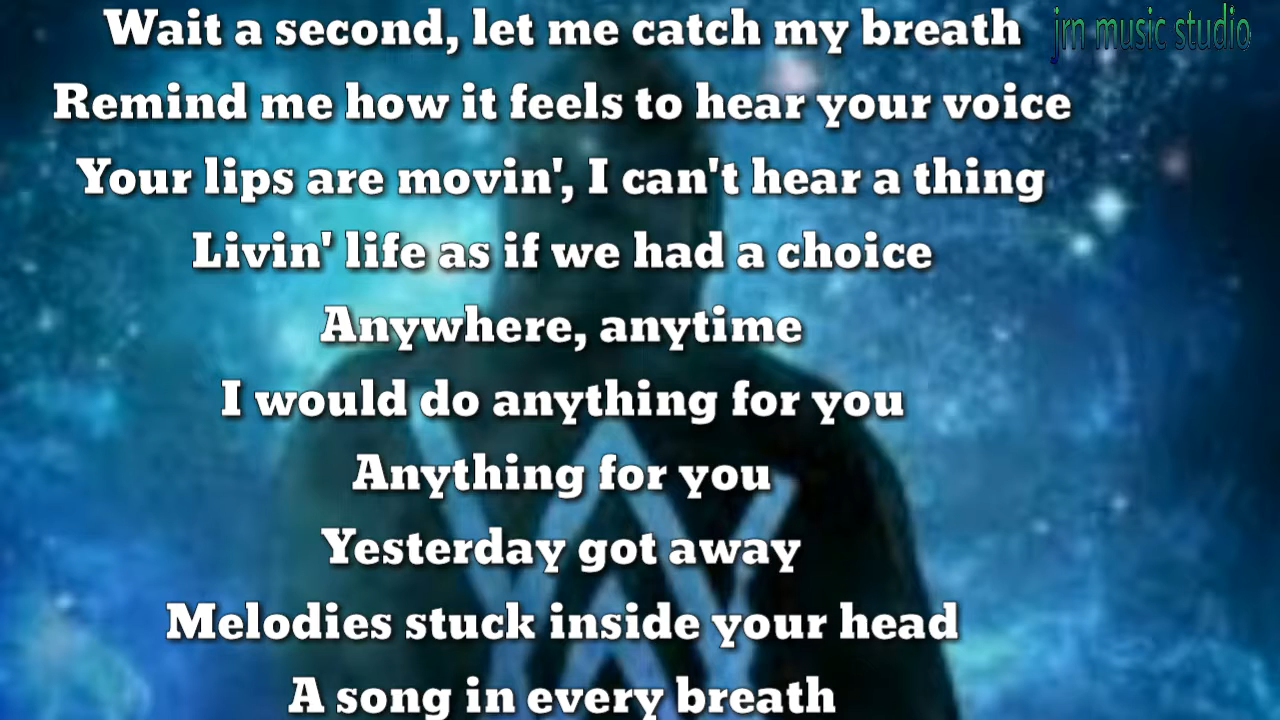 Wait a second, let me catch my breath
jrn music studio
Remind me how it feels to hear your voice
Your lips are movin', I can't hear a thing
Livin' life as if we had a choice
Anywhere, anytime
I would do anything for you
Anything for you
Yesterday got away
Melodies stuck inside your head
A song in every breath